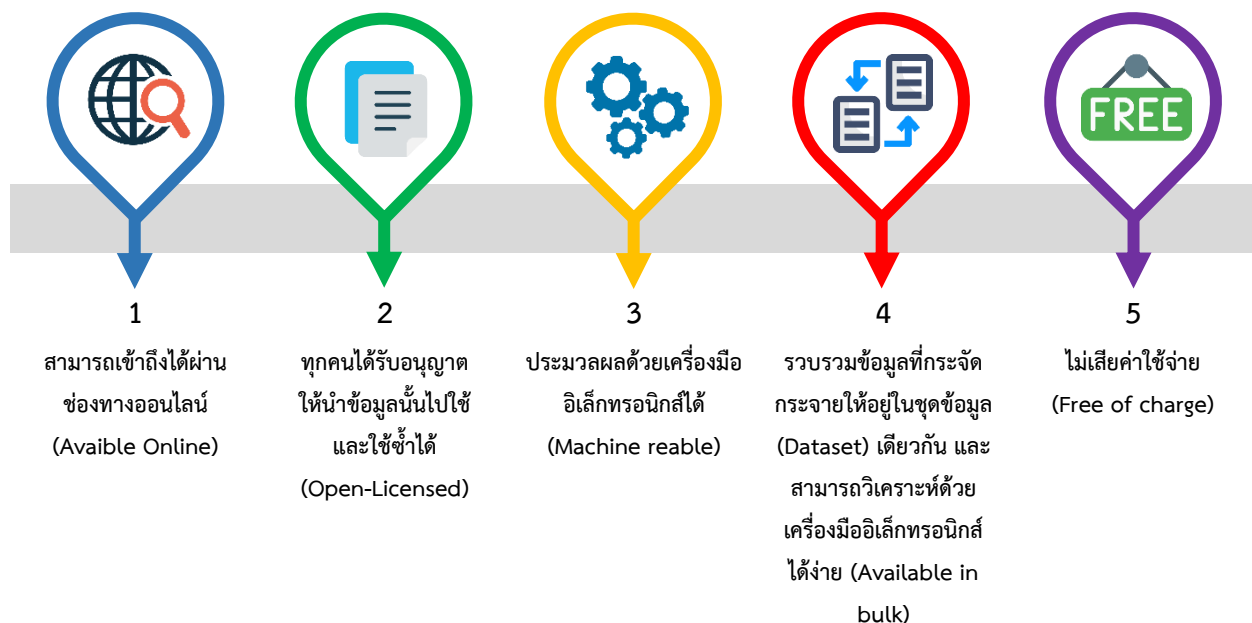 FREE
1
สามารถเข้าถึงได้ผ่าน
ช่องทางออนไลน์
(Avaible Online)
2
ทุกคนได้รับอนุญาต
ให้นำข้อมูลนั้นไปใช้
และใช้ซ้ำได้
(Open-Licensed)
3
ประมวลผลด้วยเครื่องมือ
อิเล็กทรอนิกส์ได้
(Machine reable)
4
รวบรวมข้อมูลที่กระจัด
กระจายให้อยู่ในชุดข้อมูล
(Dataset) เดียวกัน และ
สามารถวิเคราะห์ด้วย
เครื่องมืออิเล็กทรอนิกส์
ได้ง่าย (Available in
bulk)
5
ไม่เสียค่าใช้จ่าย
(Free of charge)